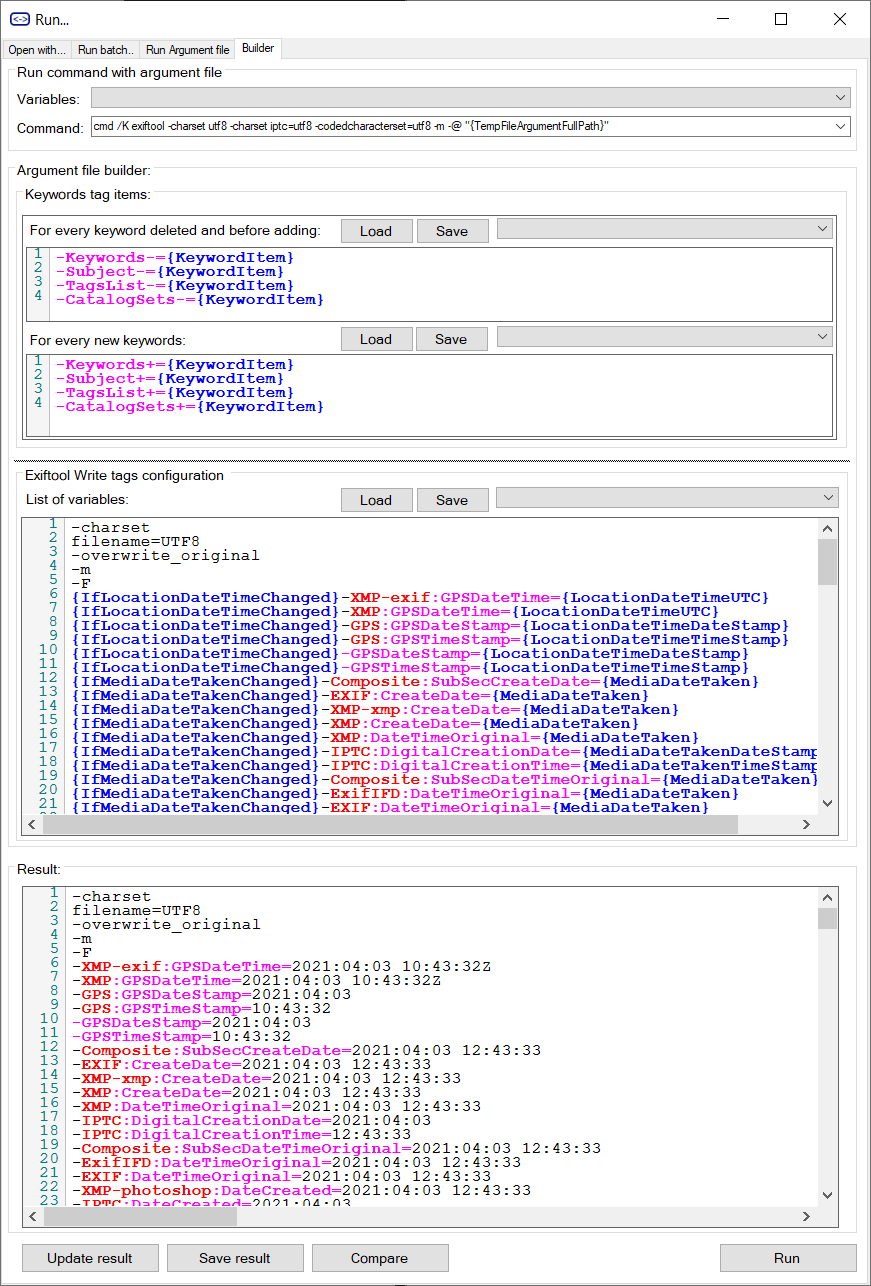 <-> Run...
Open with... Run batch.. Run Argument file Builder
Run command with argument file
Variables:
Command: cmd /K exiftool -charset utf8 -charset iptc=utf8 -codedcharacterset=utf8 -m -@ "{TempFileArgumentFullPath}"
Argument file builder:
Keywords tag items:
For every keyword deleted and before adding: Load Save
1 -Keywords-={KeywordItem}
2 -Subject-={KeywordItem}
3 -TagsList-={KeywordItem}
4 -CatalogSets-={KeywordItem}
For every new keywords: Load Save
1 -Keywords+={KeywordItem}
2 -Subject+={KeywordItem}
3 -TagsList+={KeywordItem}
4 -CatalogSets+={KeywordItem}
Exiftool Write tags configuration
List of variables: Load Save
1 -charset
2 filename=UTF8
3 -overwrite_original
4 -m
5 -F
6 {IfLocationDateTimeChanged}-XMP-exif:GPSDateTime={LocationDateTimeUTC}
7 {IfLocationDateTimeChanged}-XMP:GPSDateTime={LocationDateTimeUTC}
8 {IfLocationDateTimeChanged}-GPS:GPSDateStamp={LocationDateTimeDateStamp}
9 {IfLocationDateTimeChanged}-GPS:GPSTimeStamp={LocationDateTimeTimeStamp}
10 {IfLocationDateTimeChanged}-GPSDateStamp={LocationDateTimeDateStamp}
11 {IfLocationDateTimeChanged}-GPSTimeStamp={LocationDateTimeTimeStamp}
12 {IfMediaDateTakenChanged}-Composite:SubSecCreateDate={MediaDateTaken}
13 {IfMediaDateTakenChanged}-EXIF:CreateDate={MediaDateTaken}
14 {IfMediaDateTakenChanged}-XMP-xmp:CreateDate={MediaDateTaken}
15 {IfMediaDateTakenChanged}-XMP:CreateDate={MediaDateTaken}
16 {IfMediaDateTakenChanged}-XMP:DateTimeOriginal={MediaDateTaken}
17 {IfMediaDateTakenChanged}-IPTC:DigitalCreationDate={MediaDateTakenDateStamp
18 {IfMediaDateTakenChanged}-IPTC:DigitalCreationTime={MediaDateTakenTimeStamp
19 {IfMediaDateTakenChanged}-Composite:SubSecDateTimeOriginal={MediaDateTaken}
20 {IfMediaDateTakenChanged}-ExifIFD:DateTimeOriginal={MediaDateTaken}
21 {IfMediaDateTakenChanged}-EXIF:DateTimeOriginal={MediaDateTaken}
Result:
1 -charset
2 filename=UTF8
3 -overwrite_original
4 -m
5 -F
6 -XMP-exif:GPSDateTime=2021:04:03 10:43:32Z
7 -XMP:GPSDateTime=2021:04:03 10:43:32Z
8 -GPS:GPSDateStamp=2021:04:03
9 -GPS:GPSTimeStamp=10:43:32
10 -GPSDateStamp=2021:04:03
11 -GPSTimeStamp=10:43:32
12 -Composite:SubSecCreateDate=2021:04:03 12:43:33
13 -EXIF:CreateDate=2021:04:03 12:43:33
14 -XMP-xmp:CreateDate=2021:04:03 12:43:33
15 -XMP:CreateDate=2021:04:03 12:43:33
16 -XMP:DateTimeOriginal=2021:04:03 12:43:33
17 -IPTC:DigitalCreationDate=2021:04:03
18 -IPTC:DigitalCreationTime=12:43:33
19 -Composite:SubSecDateTimeOriginal=2021:04:03 12:43:33
20 -ExifIFD:DateTimeOriginal=2021:04:03 12:43:33
21 -EXIF:DateTimeOriginal=2021:04:03 12:43:33
22 -XMP-photoshop:DateCreated=2021:04:03 12:43:33
23 -IPTC:DateCreated=2021:04:03
Update result Save result Compare Run